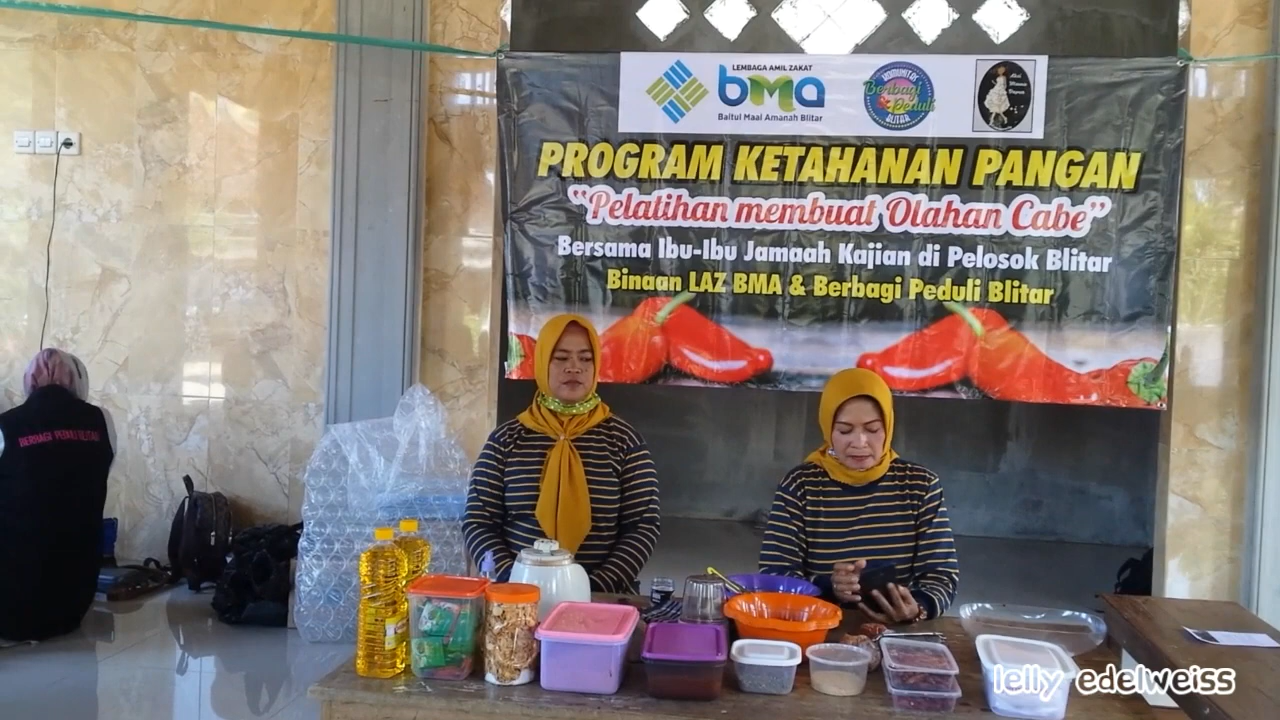 LEMBAGA AMIL ZAKAT
bma
Baitul Maal Amanah Blitar
KOMUNITAS
Berbagi
& Peduli
BLITAR
PROGRAM KETAHANAN PANGAN
"Pelatihan membuat Olahan Cabe"
Bersama Ibu-Ibu Jamaah Kajian di Pelosok Blitar
Binaan LAZ BMA & Berbagi Peduli Blitar
BERBAGI PEDULI BLITAR
lelly edelweiss